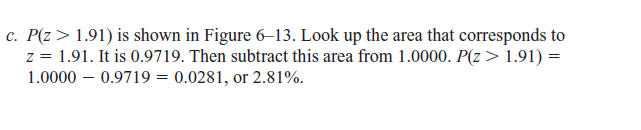 c. P(z > 1.91) is shown in Figure 6–13. Look up the area that corresponds to
z = 1.91. It is 0.9719. Then subtract this area from 1.0000. P(z > 1.91) =
1.0000 − 0.9719 = 0.0281, or 2.81%.